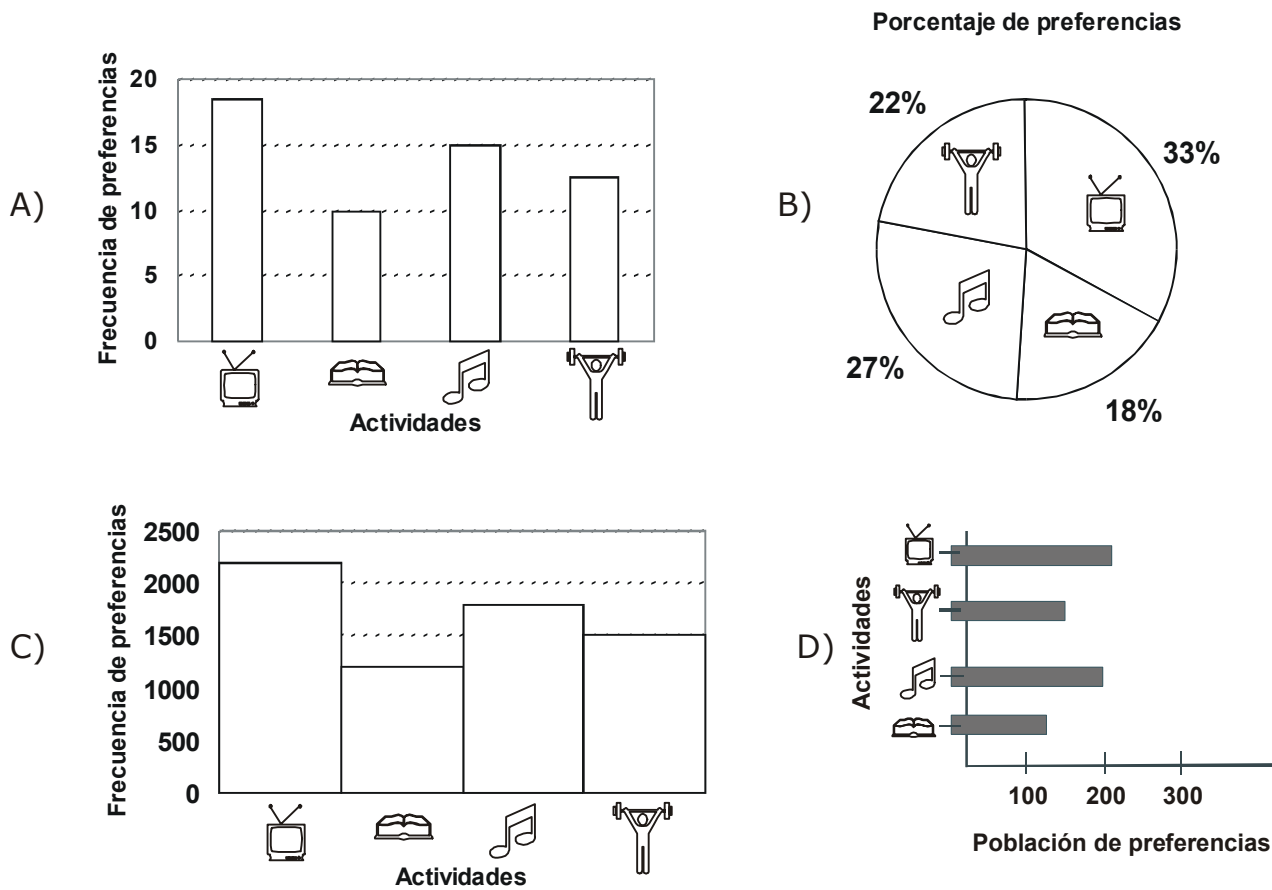 A)
Frecuencia de preferencias
20
15
10
5
0
Actividades
B)
Porcentaje de preferencias
22%
33%
27%
18%
C)
Frecuencia de preferencias
2500
2000
1500
1000
500
0
Actividades
D)
Actividades
100 200 300
Población de preferencias